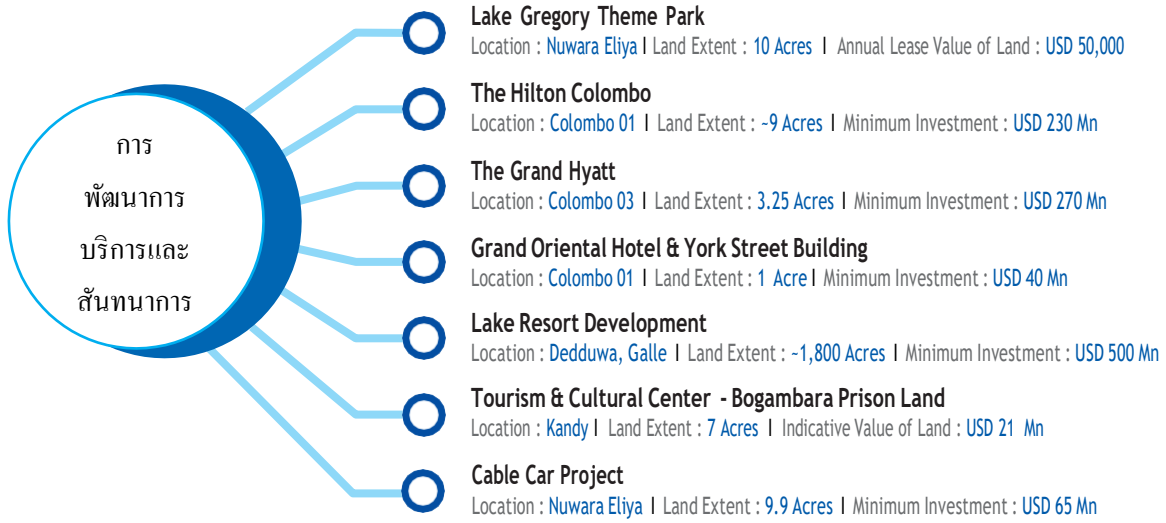 การ
พัฒนาการ
บริการและ
สันทนาการ
Lake Gregory Theme Park
Location : Nuwara Eliya I Land Extent : 10 Acres I Annual Lease Value of Land : USD 50,000
The Hilton Colombo
Location : Colombo 01 I Land Extent : ~9 Acres I Minimum Investment : USD 230 Mn
The Grand Hyatt
Location : Colombo 03 I Land Extent : 3.25 Acres I Minimum Investment : USD 270 Mn
Grand Oriental Hotel & York Street Building
Location : Colombo 01 I Land Extent : 1 Acre I Minimum Investment : USD 40 Mn
Lake Resort Development
Location : Dedduwa, Galle I Land Extent : ~1,800 Acres I Minimum Investment : USD 500 Mn
Tourism & Cultural Center - Bogambara Prison Land
Location : Kandy I Land Extent : 7 Acres I Indicative Value of Land : USD 21 Mn
Cable Car Project
Location : Nuwara Eliya I Land Extent : 9.9 Acres I Minimum Investment : USD 65 Mn